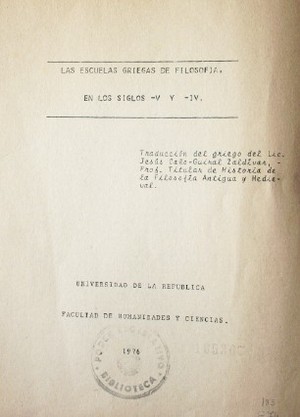 LAS ESCUELAS GRIEGAS DE FILOSOFIA.
EN LOS SIGLOS -V Y -IV.
Traducción del griego del Lic.
Jesús Caño-Guiral Zaldívar, -
Prof. Titular de Historia de
la Filosofía Antigua y Medie-
val.
UNIVERSIDAD DE LA REPUBLICA
FACULTAD DE HUMANIDADES Y CIENCIAS.
1976
BIBLIOTECA